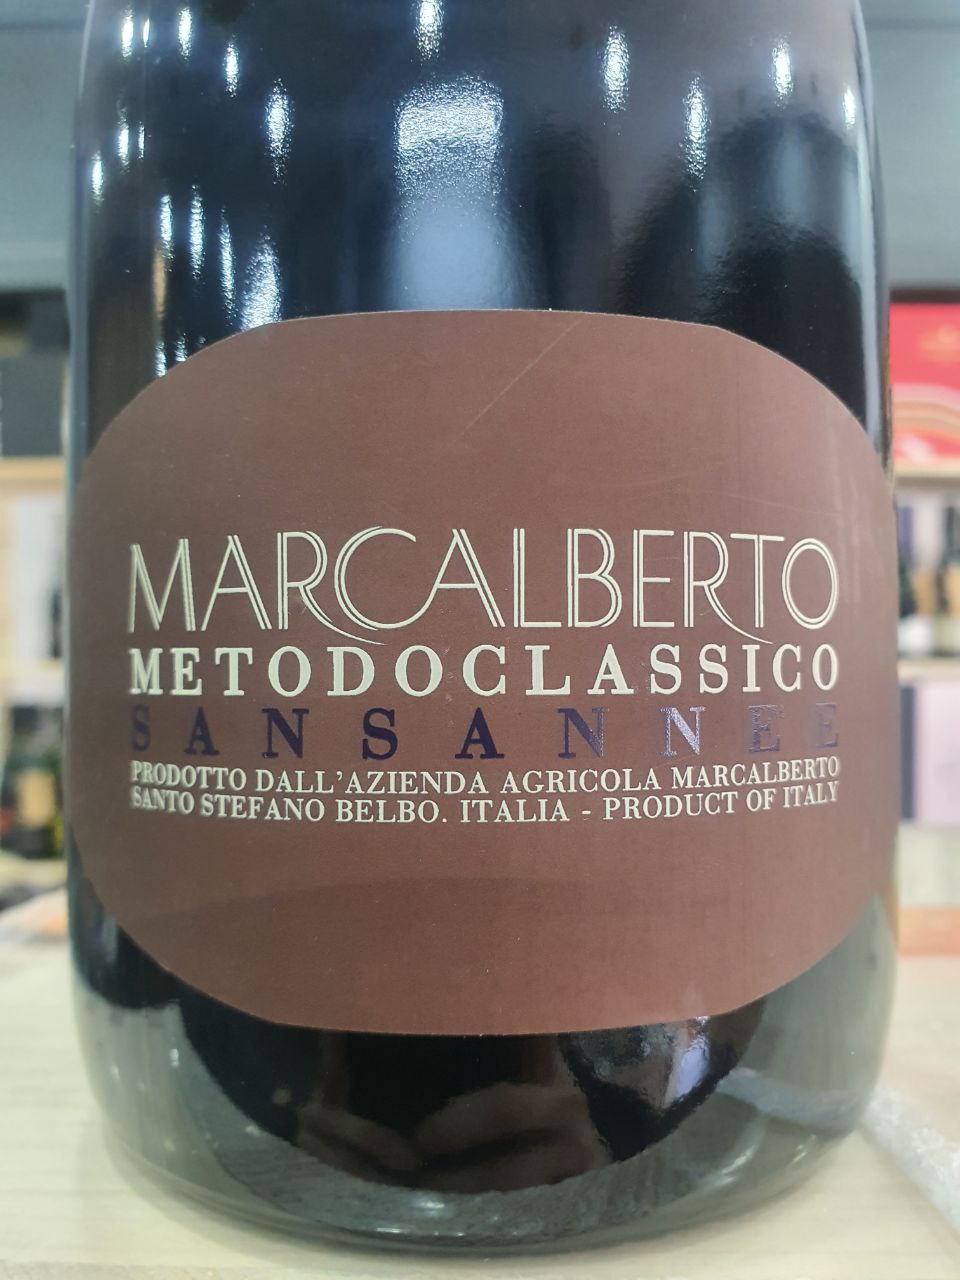 MARCALBERTO
METODOCLASSICO
SANSANNEE
PRODOTTO DALL'AZIENDA AGRICOLA MARCALBERTO
SANTO STEFANO BELBO. ITALIA - PRODUCT OF ITALY